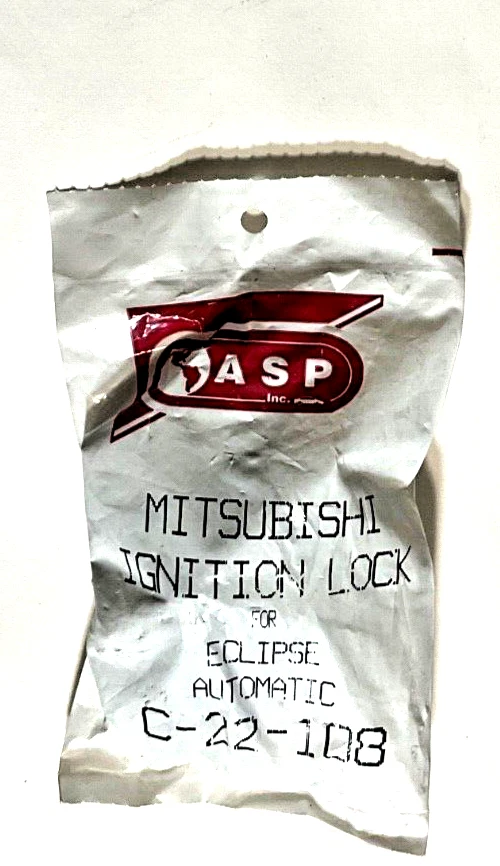 ASP
Inc.
MITSUBISHI
IGNITION LOCK
FOR
ECLIPSE
AUTOMATIC
C-22-108